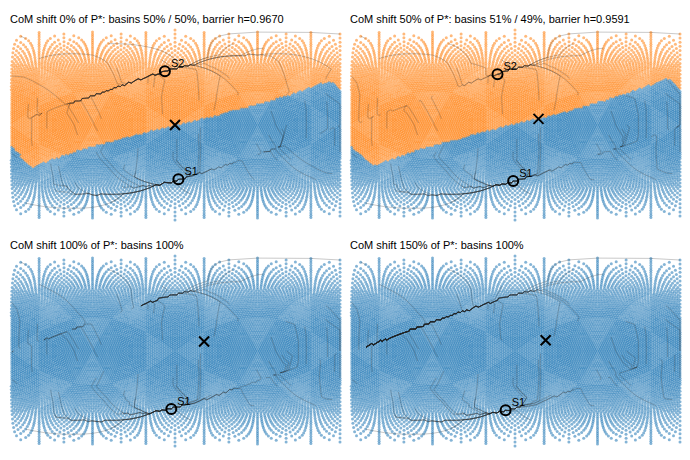 CoM shift 0% of P*: basins 50% / 50%, barrier h=0.9670
CoM shift 50% of P*: basins 51% / 49%, barrier h=0.9591
S2
S2
S1
S1
CoM shift 100% of P*: basins 100%
CoM shift 150% of P*: basins 100%
S1
S1